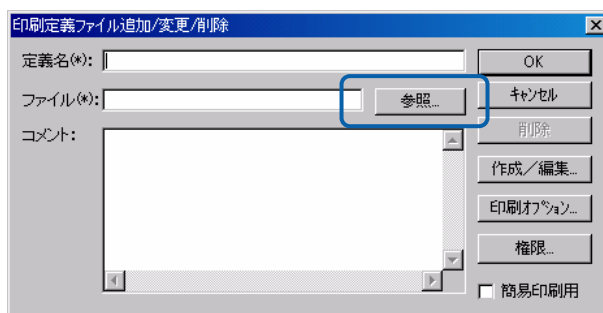 印刷定義ファイル追加/変更/削除
定義名(*):
OK
ファイル(*):
参照...
キャンセル
コメント:
削除
作成／編集...
印刷オプション...
権限...
簡易印刷用